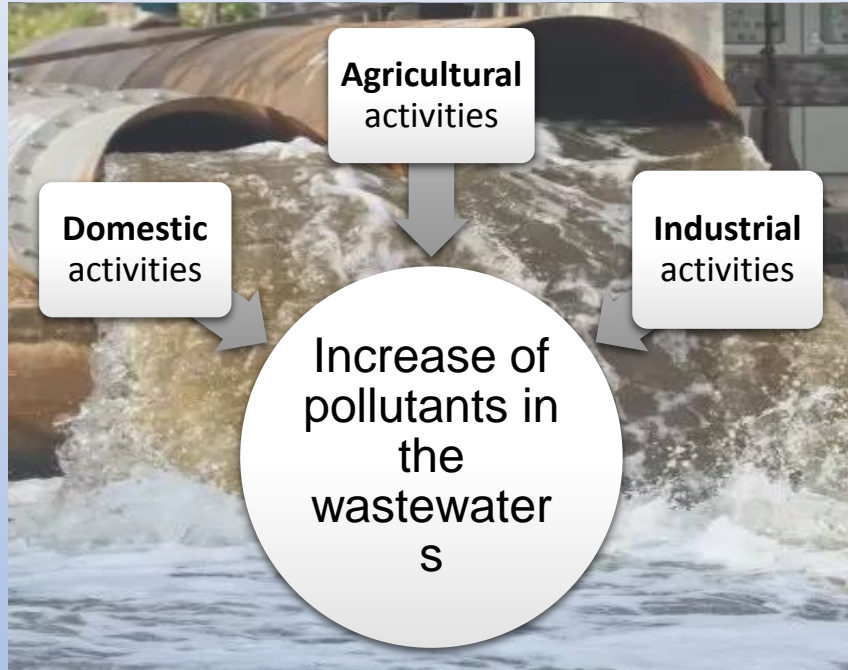 Agricultural
activities
Domestic
activities
Industrial
activities
Increase of
pollutants in
the
wastewater
s